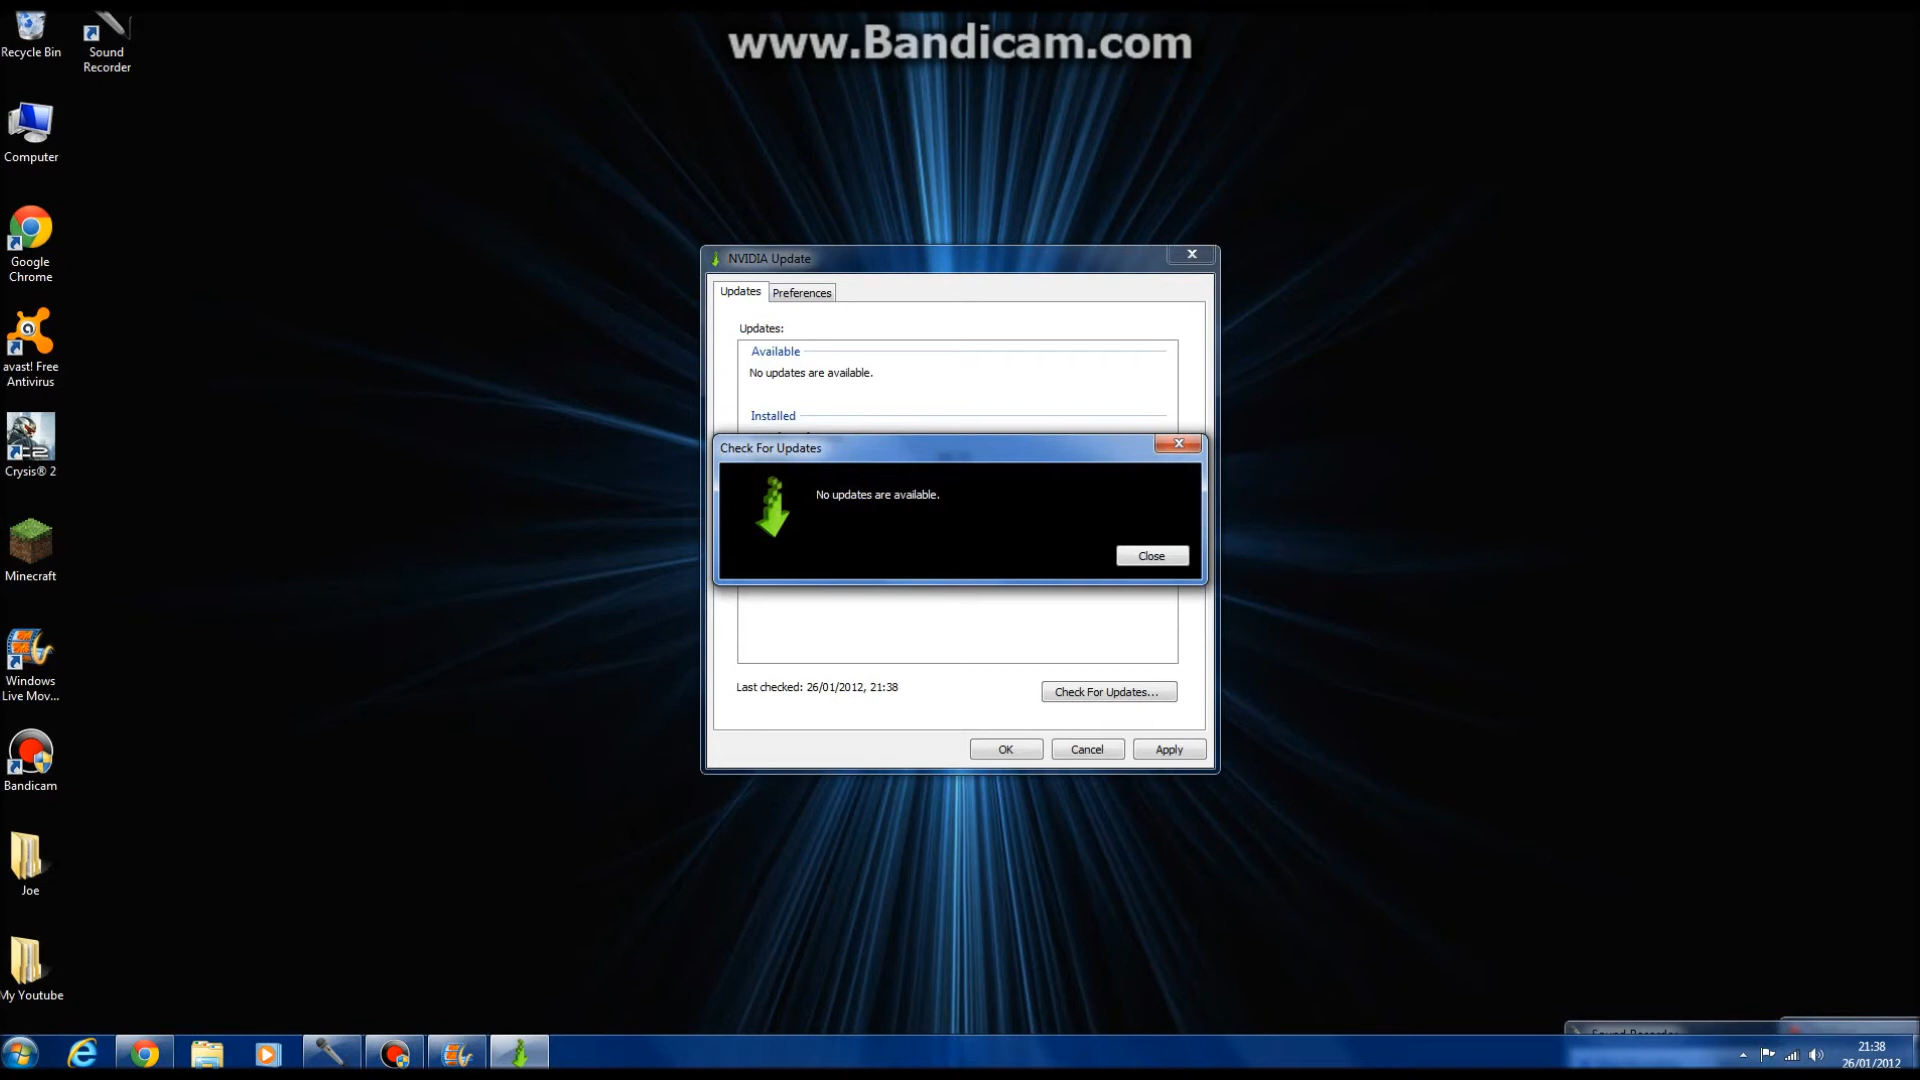 www.Bandicam.com
Recycle Bin
Sound
Recorder
Computer
Google
Chrome
avast! Free
Antivirus
Crysis® 2
Minecraft
Windows
Live Mov...
Bandicam
Joe
My Youtube
NVIDIA Update
Updates
Preferences
Updates:
Available
No updates are available.
Installed
Check For Updates
No updates are available.
Close
Last checked: 26/01/2012, 21:38
Check For Updates...
OK
Cancel
Apply
Sound Recorder
21:38
26/01/2012